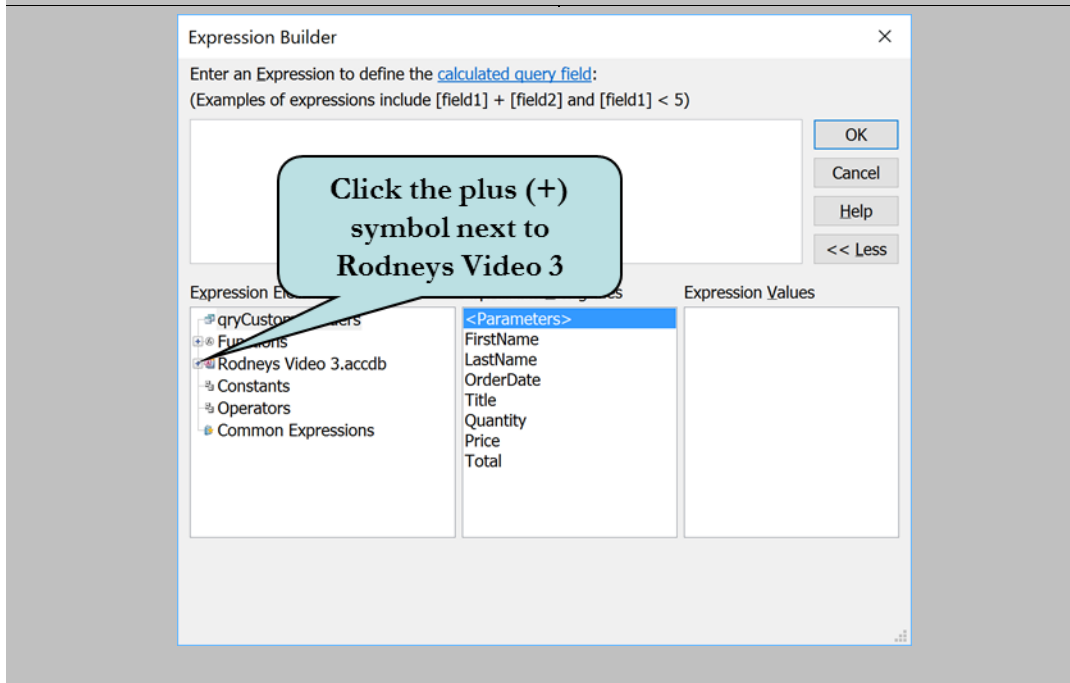 Expression Builder
Enter an Expression to define the calculated query field:
(Examples of expressions include [field1] + [field2] and [field1] < 5)
OK
Cancel
Help
<< Less
Click the plus (+)
symbol next to
Rodneys Video 3
Expression Values
Expression
Functions
Rodneys Video 3.accdb
Constants
Operators
Common Expressions
<Parameters>
FirstName
LastName
OrderDate
Title
Quantity
Price
Total